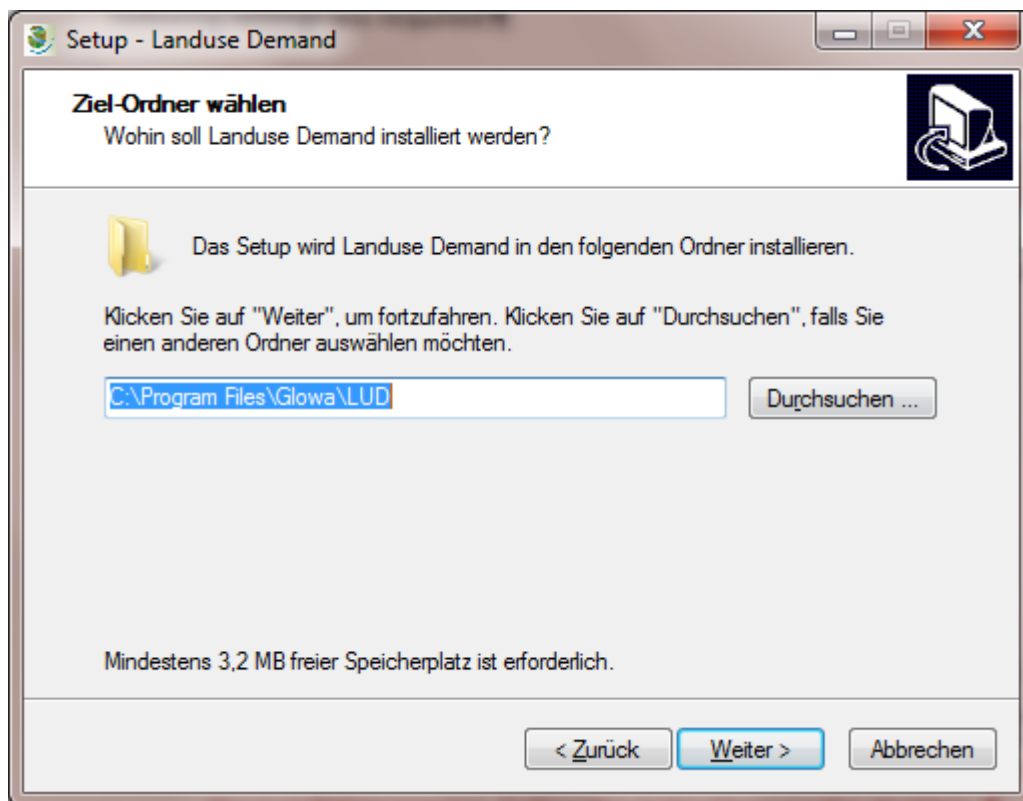 Setup - Landuse Demand
Ziel-Ordner wählen
Wohin soll Landuse Demand installiert werden?
Das Setup wird Landuse Demand in den folgenden Ordner installieren.
Klicken Sie auf "Weiter", um fortzufahren. Klicken Sie auf "Durchsuchen", falls Sie
einen anderen Ordner auswählen möchten.
C:\Program Files\Glowa\LUD
Durchsuchen ...
Mindestens 3,2 MB freier Speicherplatz ist erforderlich.
< Zurück
Weiter >
Abbrechen